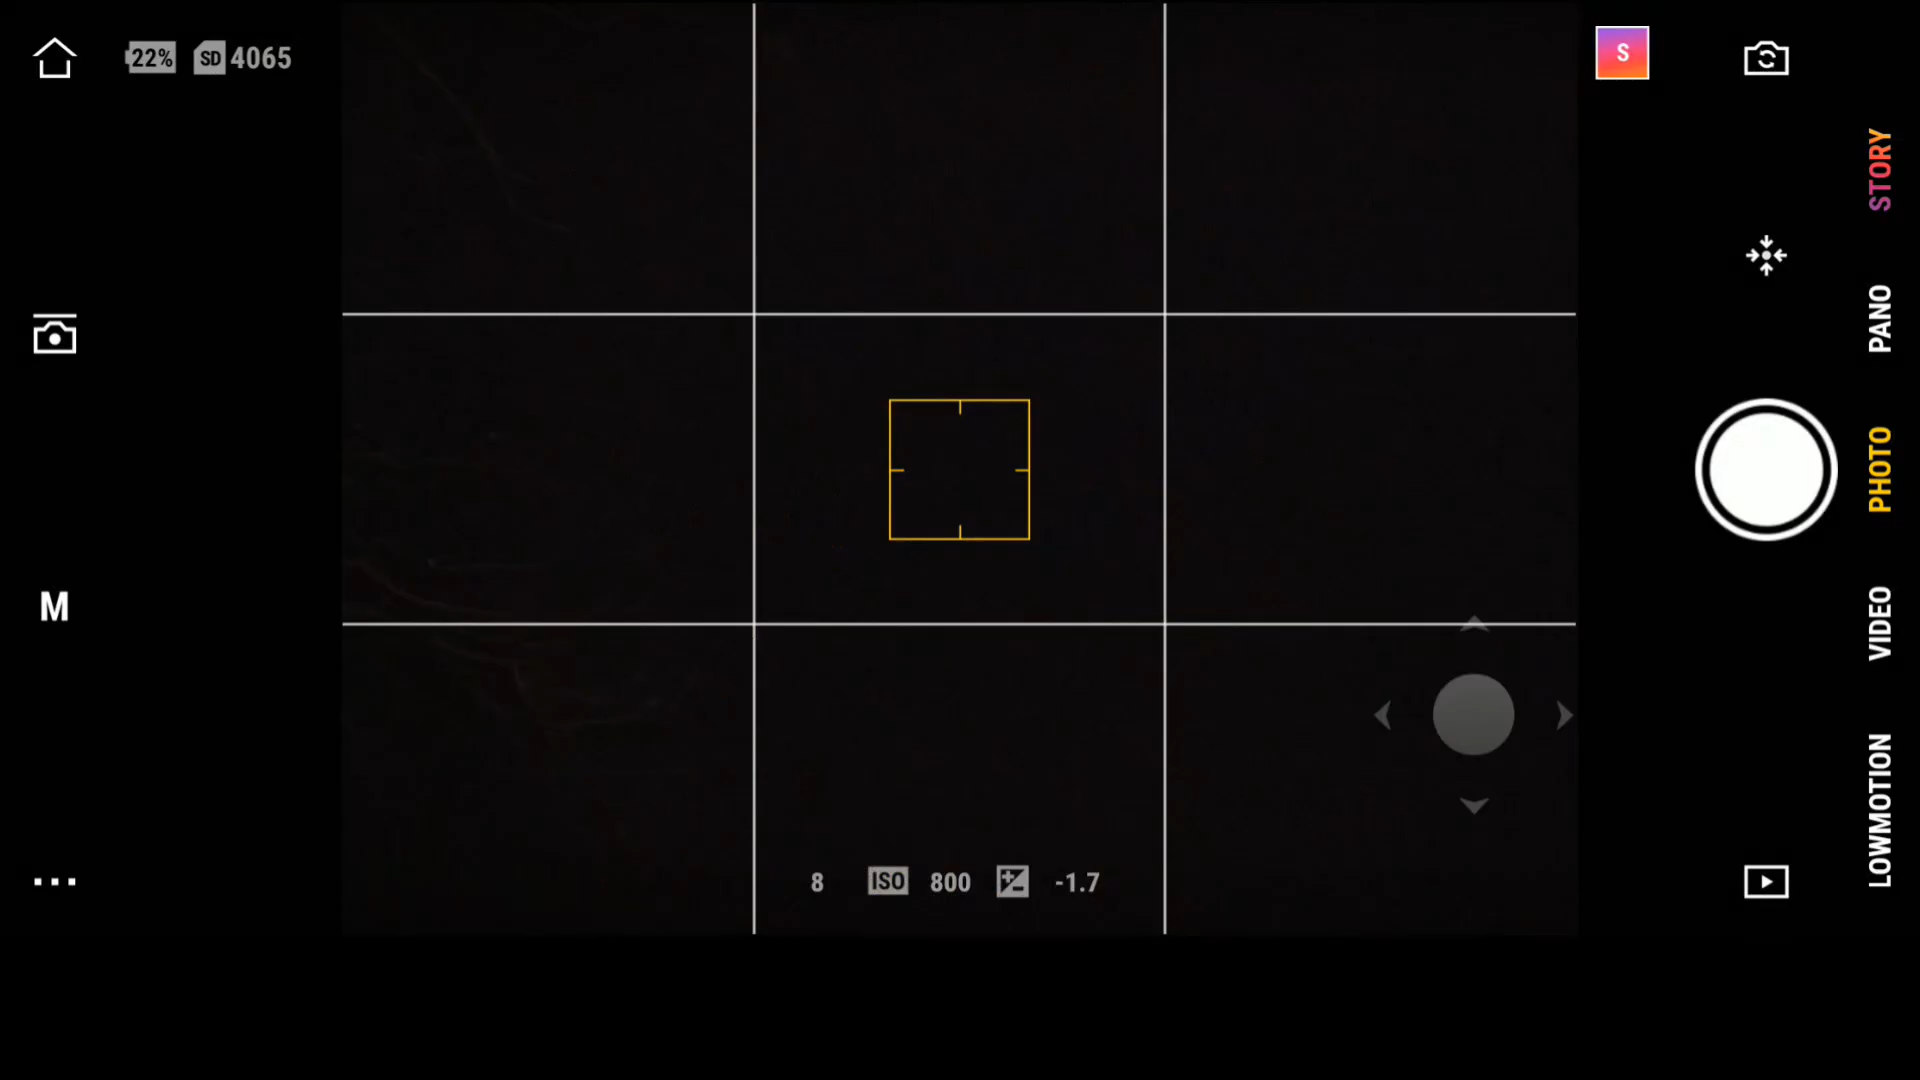 22% SD 4065
S
STORY
PANO
PHOTO
VIDEO
LOWMOTION
M
8 ISO 800 -1.7